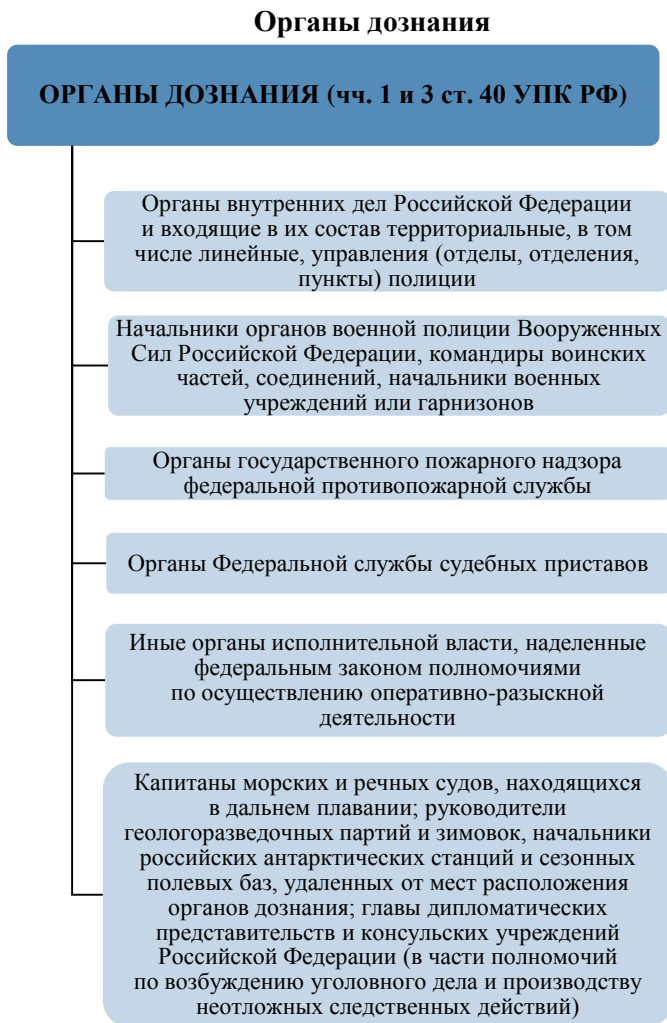 Органы дознания
ОРГАНЫ ДОЗНАНИЯ (чч. 1 и 3 ст. 40 УПК РФ)
Органы внутренних дел Российской Федерации
и входящие в их состав территориальные, в том
числе линейные, управления (отделы, отделения,
пункты) полиции
Начальники органов военной полиции Вооруженных
Сил Российской Федерации, командиры воинских
частей, соединений, начальники военных
учреждений или гарнизонов
Органы государственного пожарного надзора
федеральной противопожарной службы
Органы Федеральной службы судебных приставов
Иные органы исполнительной власти, наделенные
федеральным законом полномочиями
по осуществлению оперативно-разыскной
деятельности
Капитаны морских и речных судов, находящихся
в дальнем плавании; руководители
геологоразведочных партий и зимовок, начальники
российских антарктических станций и сезонных
полевых баз, удаленных от мест расположения
органов дознания; главы дипломатических
представительств и консульских учреждений
Российской Федерации (в части полномочий
по возбуждению уголовного дела и производству
неотложных следственных действий)